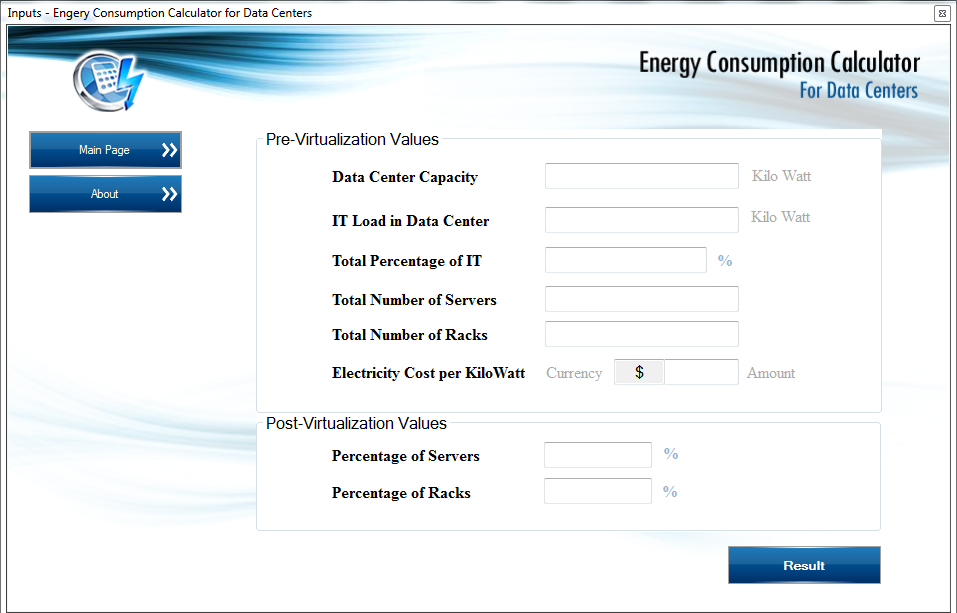 Inputs - Engery Consumption Calculator for Data Centers
Energy Consumption Calculator
For Data Centers
Main Page
About
Pre-Virtualization Values
Data Center Capacity Kilo Watt
IT Load in Data Center Kilo Watt
Total Percentage of IT %
Total Number of Servers
Total Number of Racks
Electricity Cost per KiloWatt Currency $ Amount
Post-Virtualization Values
Percentage of Servers %
Percentage of Racks %
Result